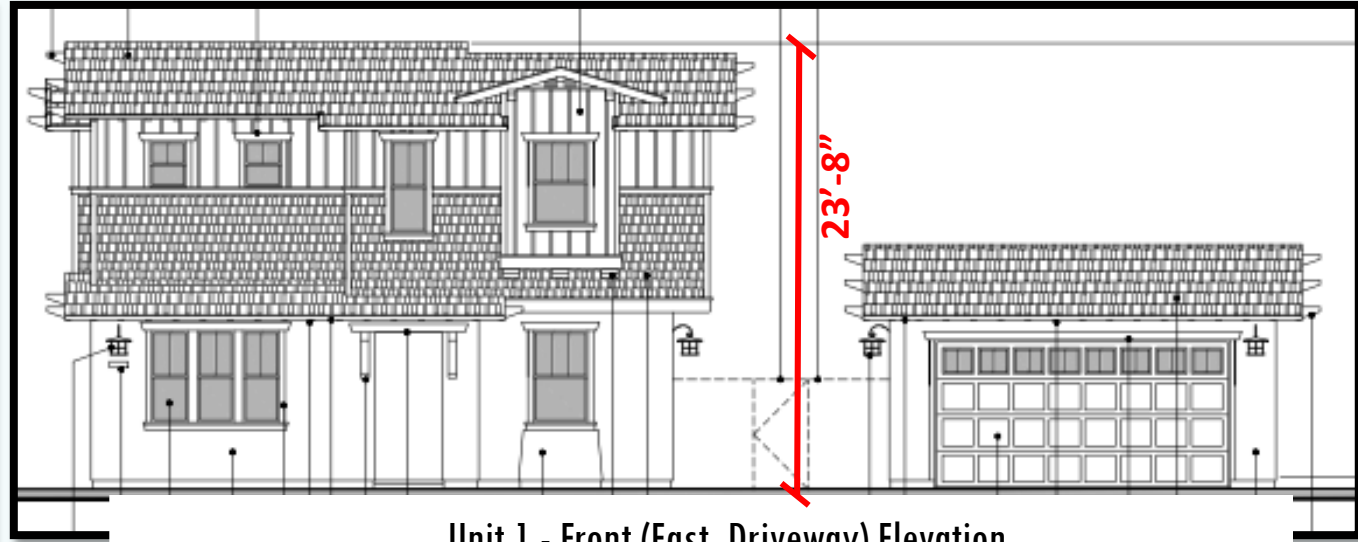 23'-8"
Unit 1 - Front (East, Driveway) Elevation